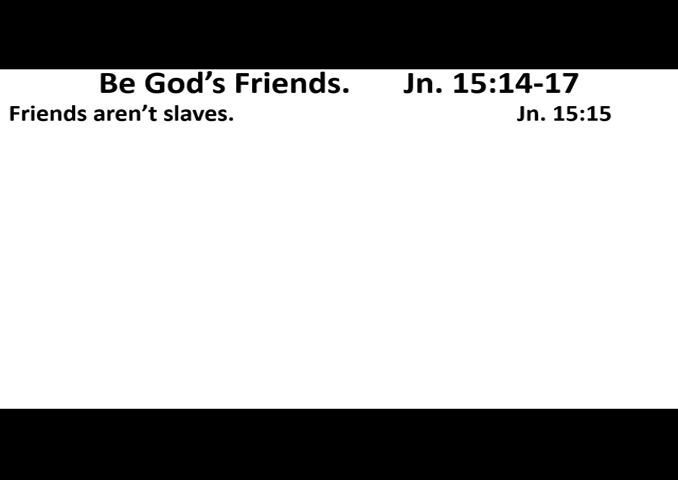 Be God’s Friends. Jn. 15:14-17
Friends aren’t slaves. Jn. 15:15